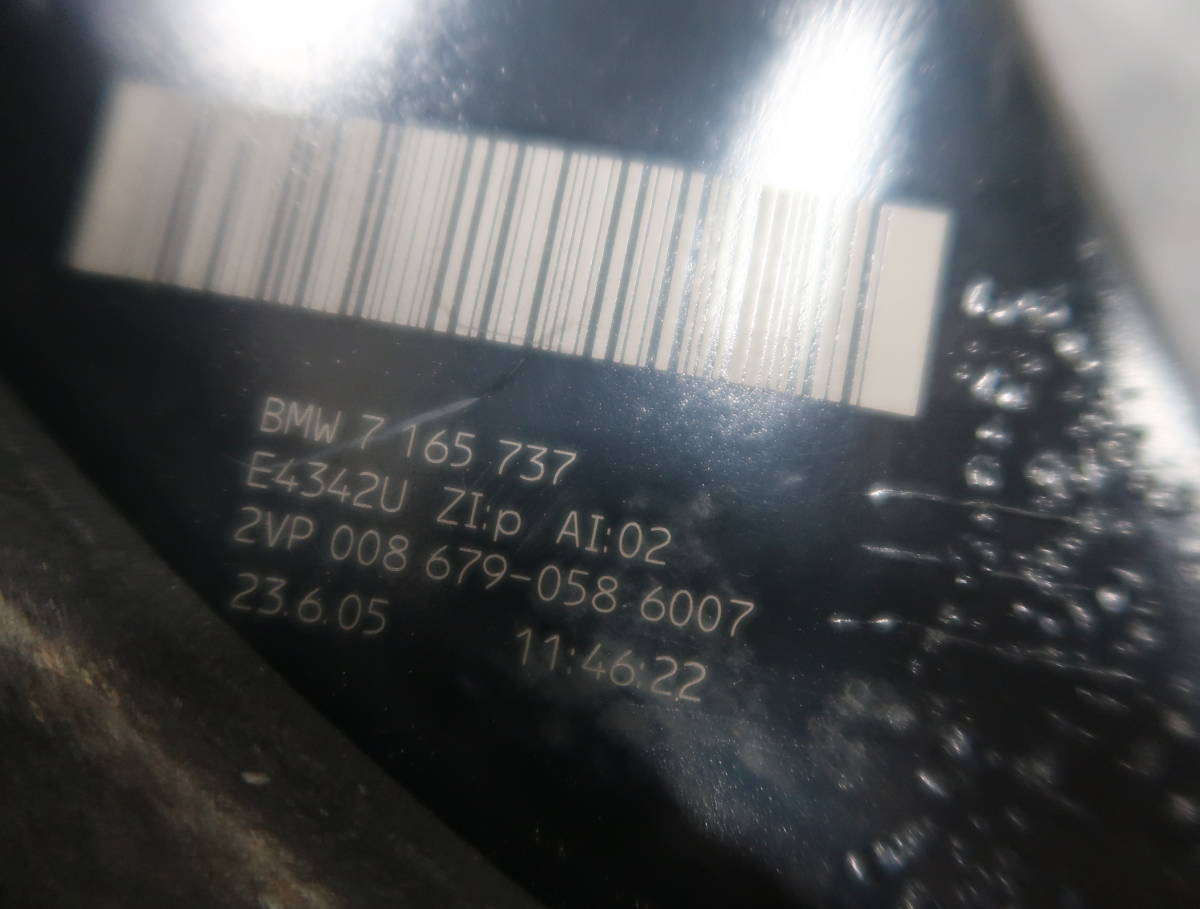 BMW 7 165 737
E4342U ZI:p AI:02
2VP 008 679-058 6007
23.6.05 11:46:22